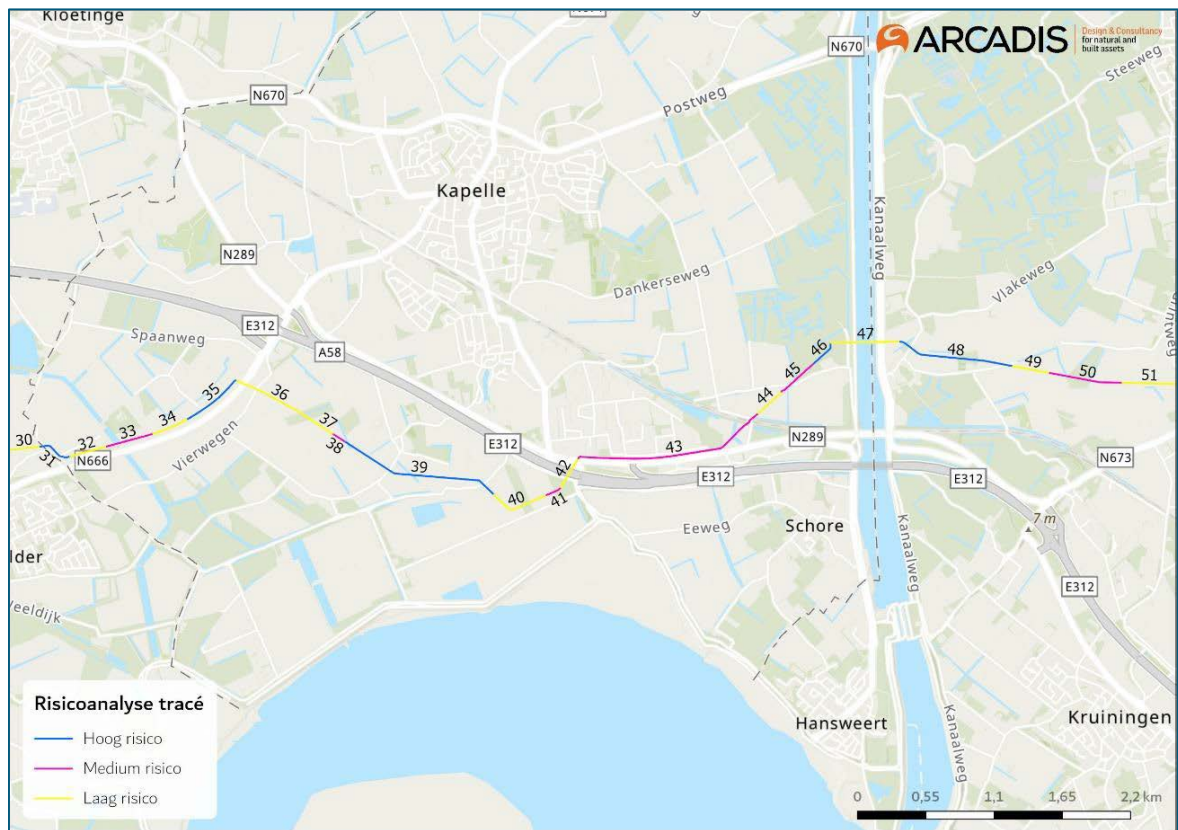 Kloetinge
N670
ARCADIS
Design & Consultancy
for natural and
built assets
Steeweg
N670
Postweg
Kapelle
Kanaalweg
N289
Dankerseweg
Vlakeweg
Spaanweg
E312
A58
47
46
48
49
50
51
45
44
35
36
34
33
32
30
31
N666
Vierwegen
37
38
39
E312
42
43
N289
40
41
E312
E312
N673
Eeweg
Schore
Kanaalweg
7 m
lder
E312
eeldijk
Risicoanalyse tracé
Hoog risico
Medium risico
Laag risico
Hansweert
Kanaalweg
Kruiningen
0 0,55 1,1 1,65 2,2 km